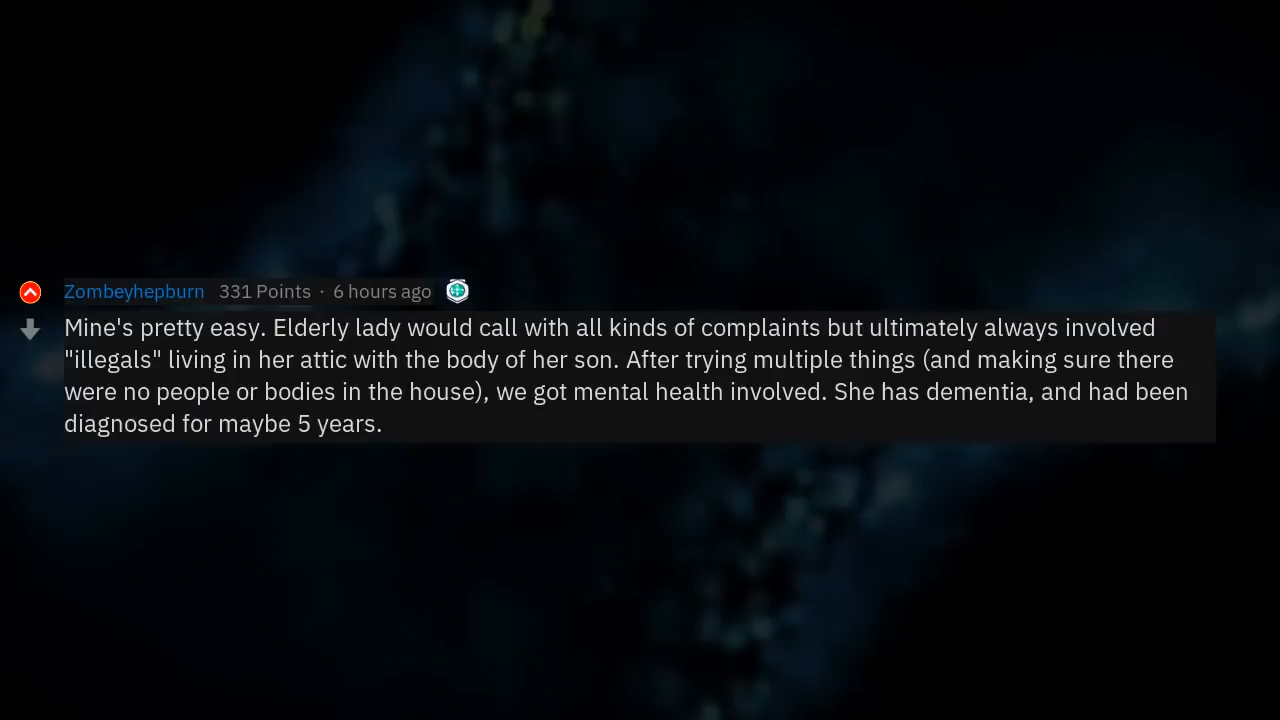 Zombeyhepburn 331 Points · 6 hours ago
Mine's pretty easy. Elderly lady would call with all kinds of complaints but ultimately always involved
"illegals" living in her attic with the body of her son. After trying multiple things (and making sure there
were no people or bodies in the house), we got mental health involved. She has dementia, and had been
diagnosed for maybe 5 years.